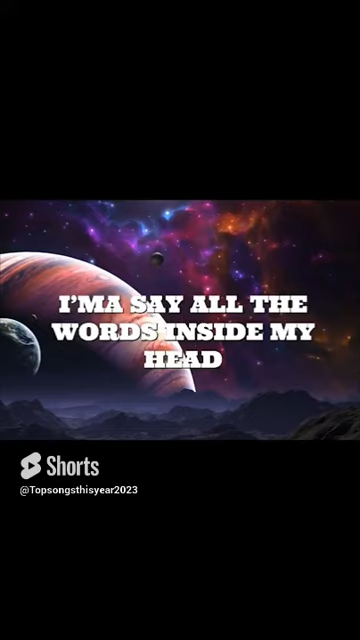 I'MA SAY ALL THE
WORDS INSIDE MY
HEAD
Shorts
@Topsongsthisyear2023